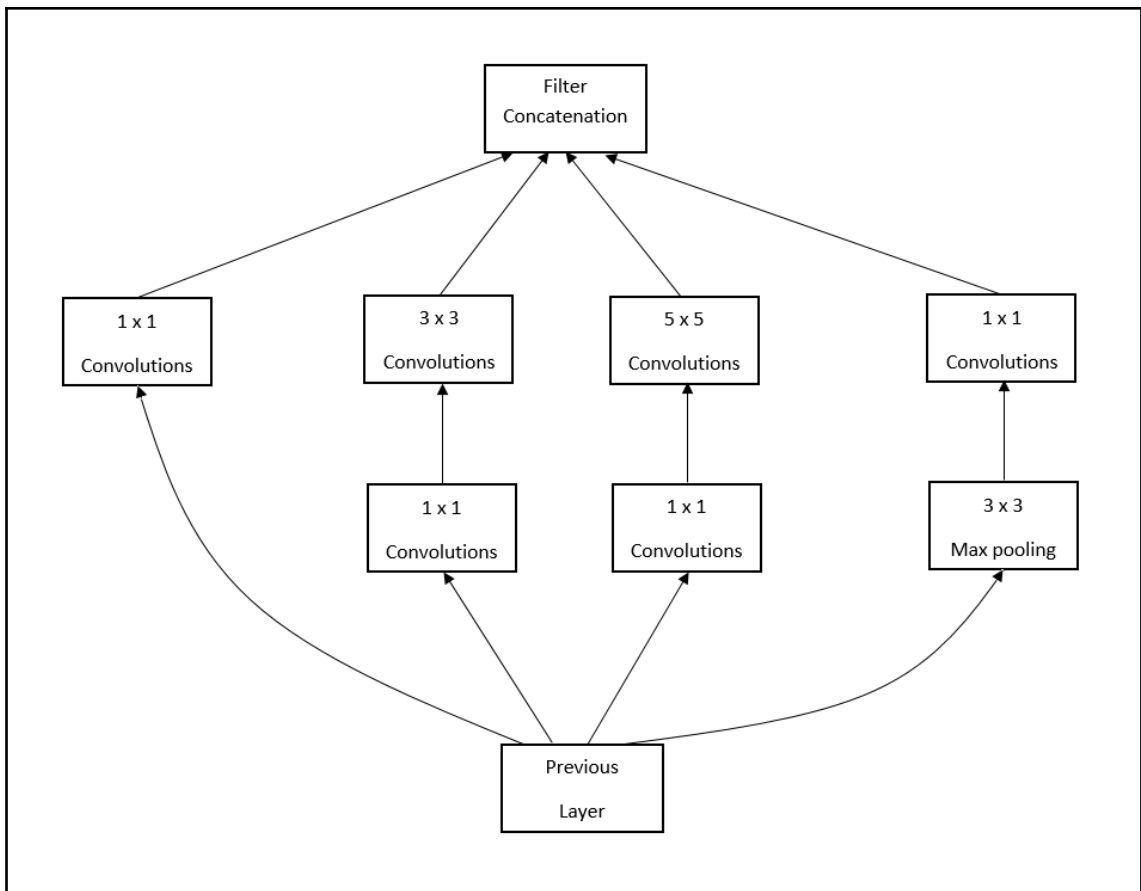 Filter
Concatenation
1 x 1
Convolutions
3 x 3
Convolutions
5 x 5
Convolutions
1 x 1
Convolutions
1 x 1
Convolutions
1 x 1
Convolutions
3 x 3
Max pooling
Previous
Layer